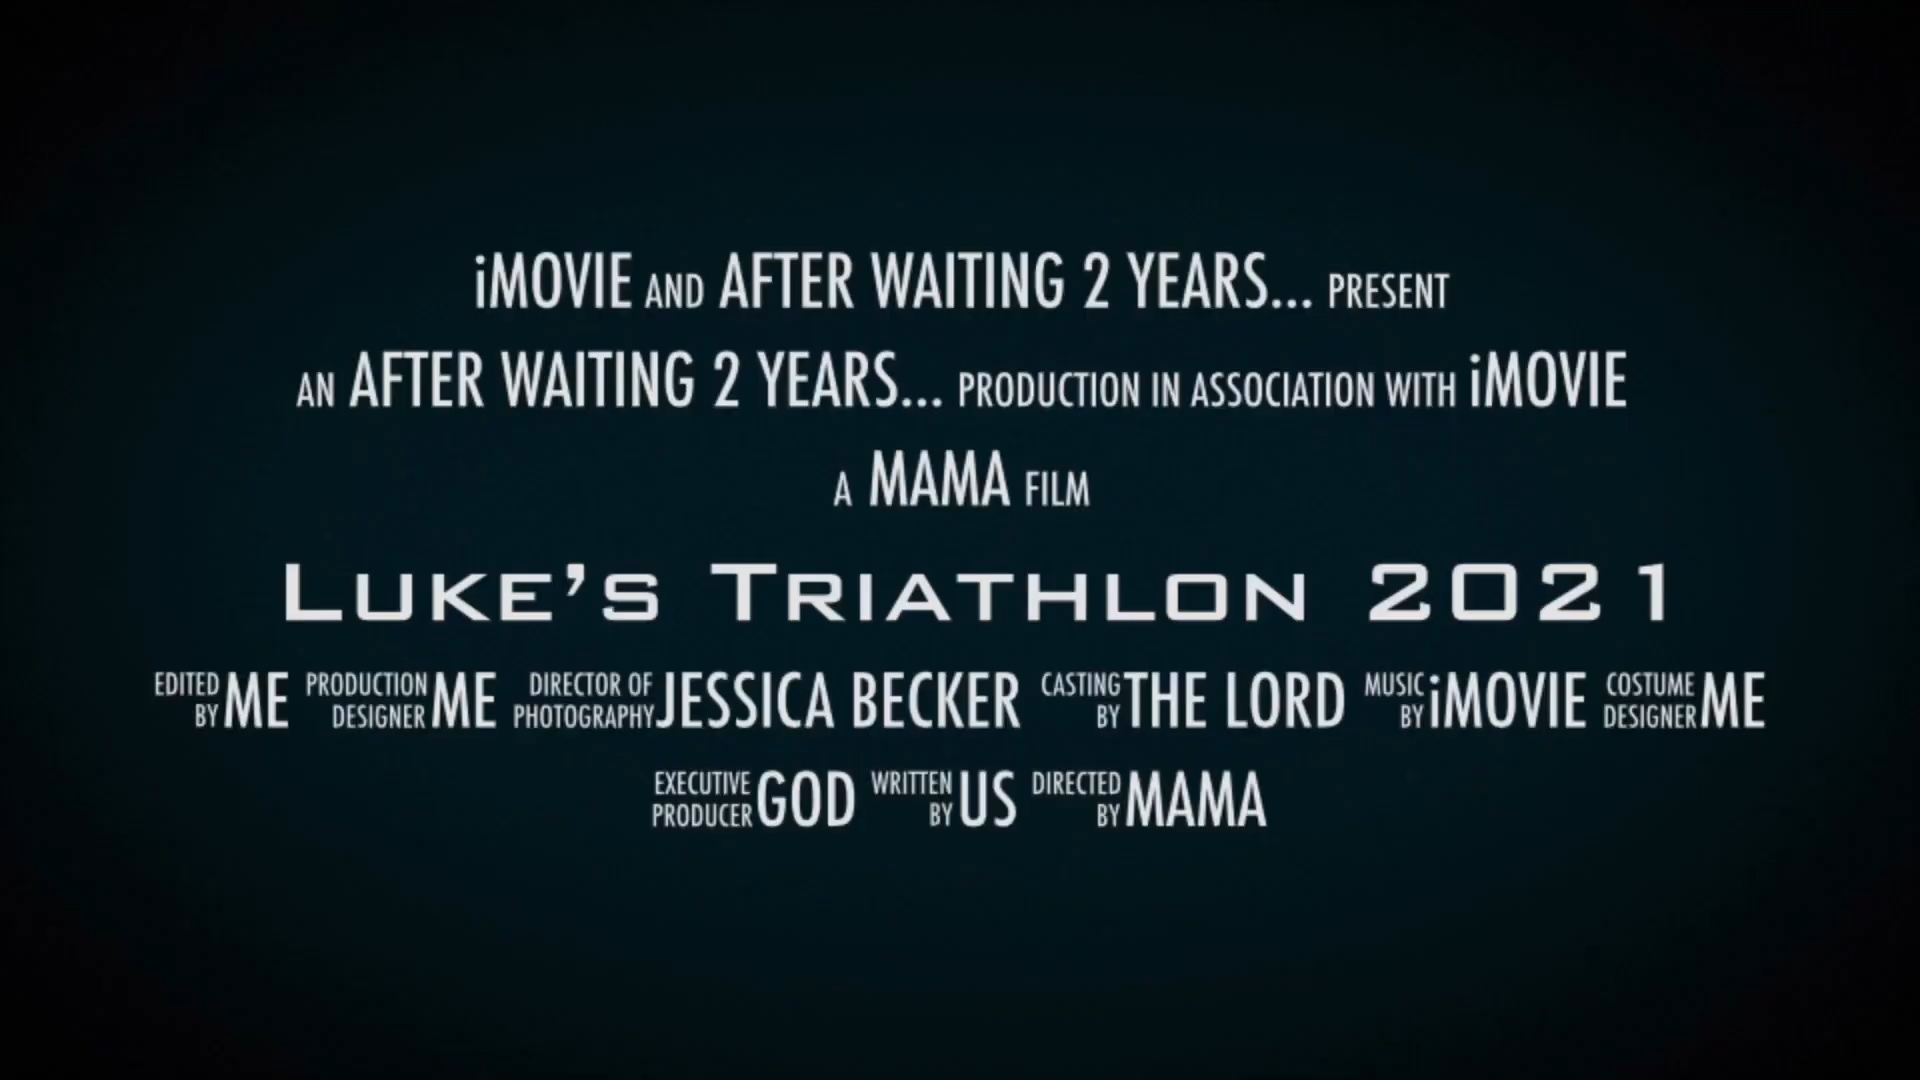 iMOVIE AND AFTER WAITING 2 YEARS... PRESENT
AN AFTER WAITING 2 YEARS... PRODUCTION IN ASSOCIATION WITH iMOVIE
A MAMA FILM
LUKE'S TRIATHLON 2021
EDITED BY ME PRODUCTION DESIGNER ME DIRECTOR OF PHOTOGRAPHY JESSICA BECKER CASTING BY THE LORD MUSIC BY iMOVIE COSTUME DESIGNER ME
EXECUTIVE PRODUCER GOD WRITTEN BY US DIRECTED BY MAMA